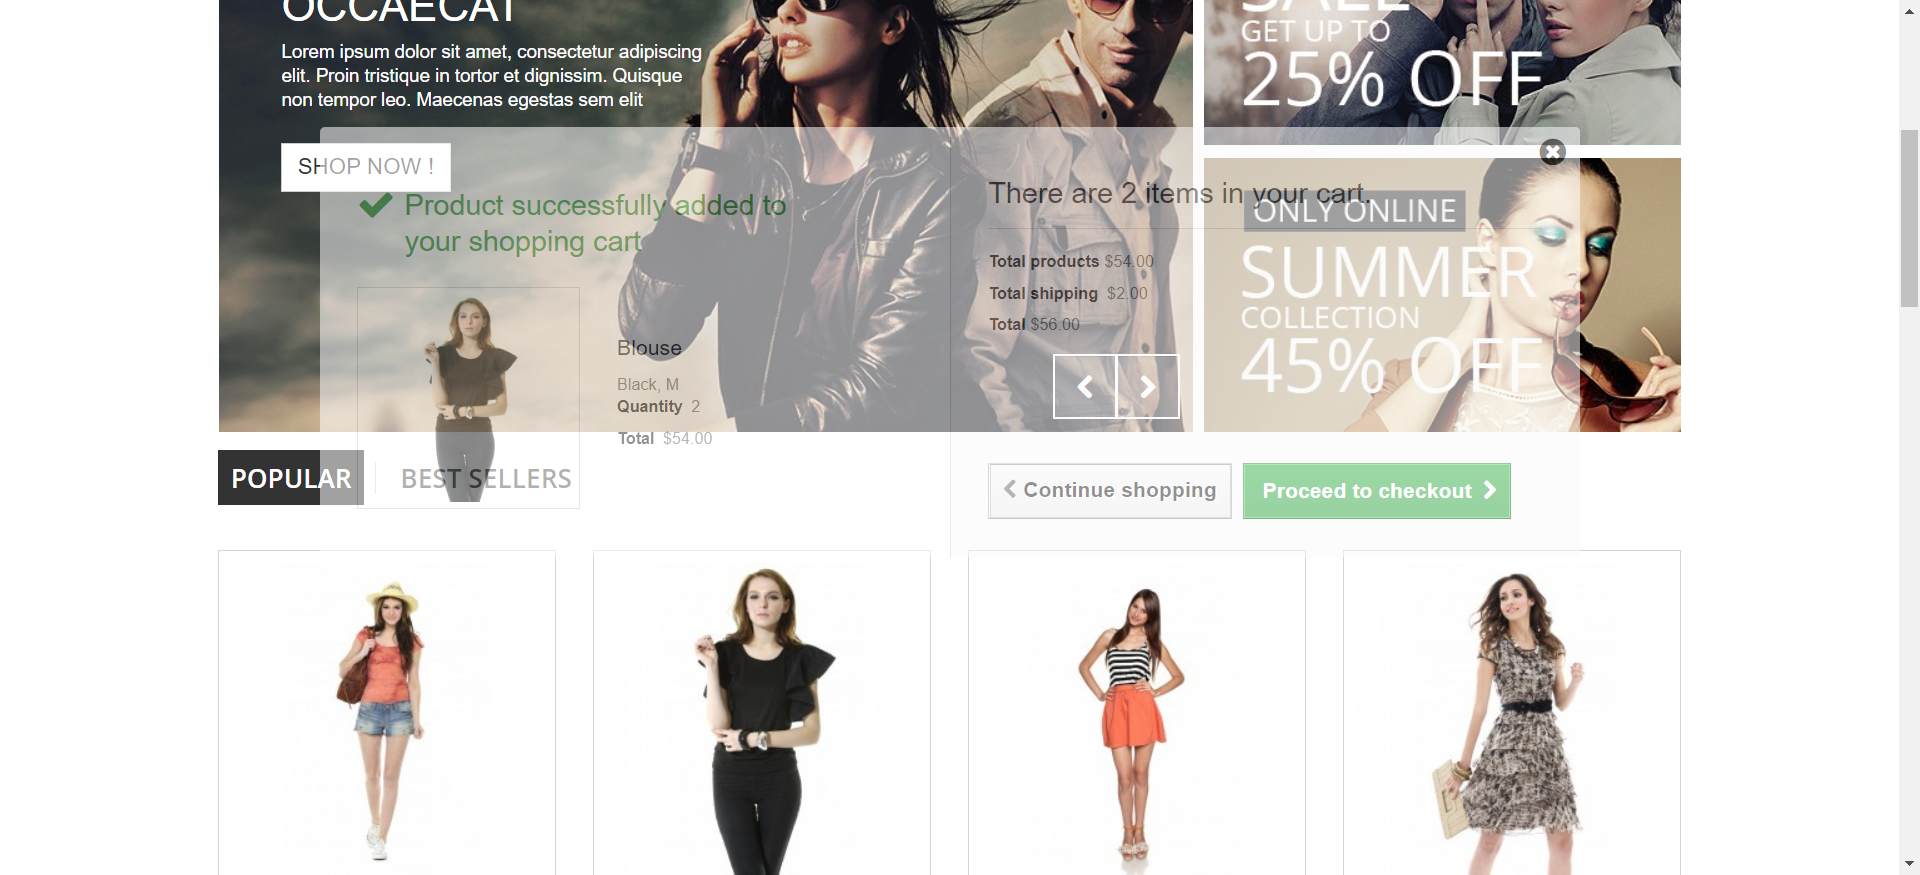 OCCAECAT
Lorem ipsum dolor sit amet, consectetur adipiscing
elit. Proin tristique in tortor et dignissim. Quisque
non tempor leo. Maecenas egestas sem elit
SHOP NOW !
SALE
GET UP TO
25% OFF
Product successfully added to
your shopping cart
Blouse
Black, M
Quantity 2
Total $54.00
There are 2 items in your cart.
Total products $54.00
Total shipping $2.00
Total $56.00
Continue shopping
Proceed to checkout
ONLY ONLINE
SUMMER
COLLECTION
45% OFF
POPULAR
BEST SELLERS